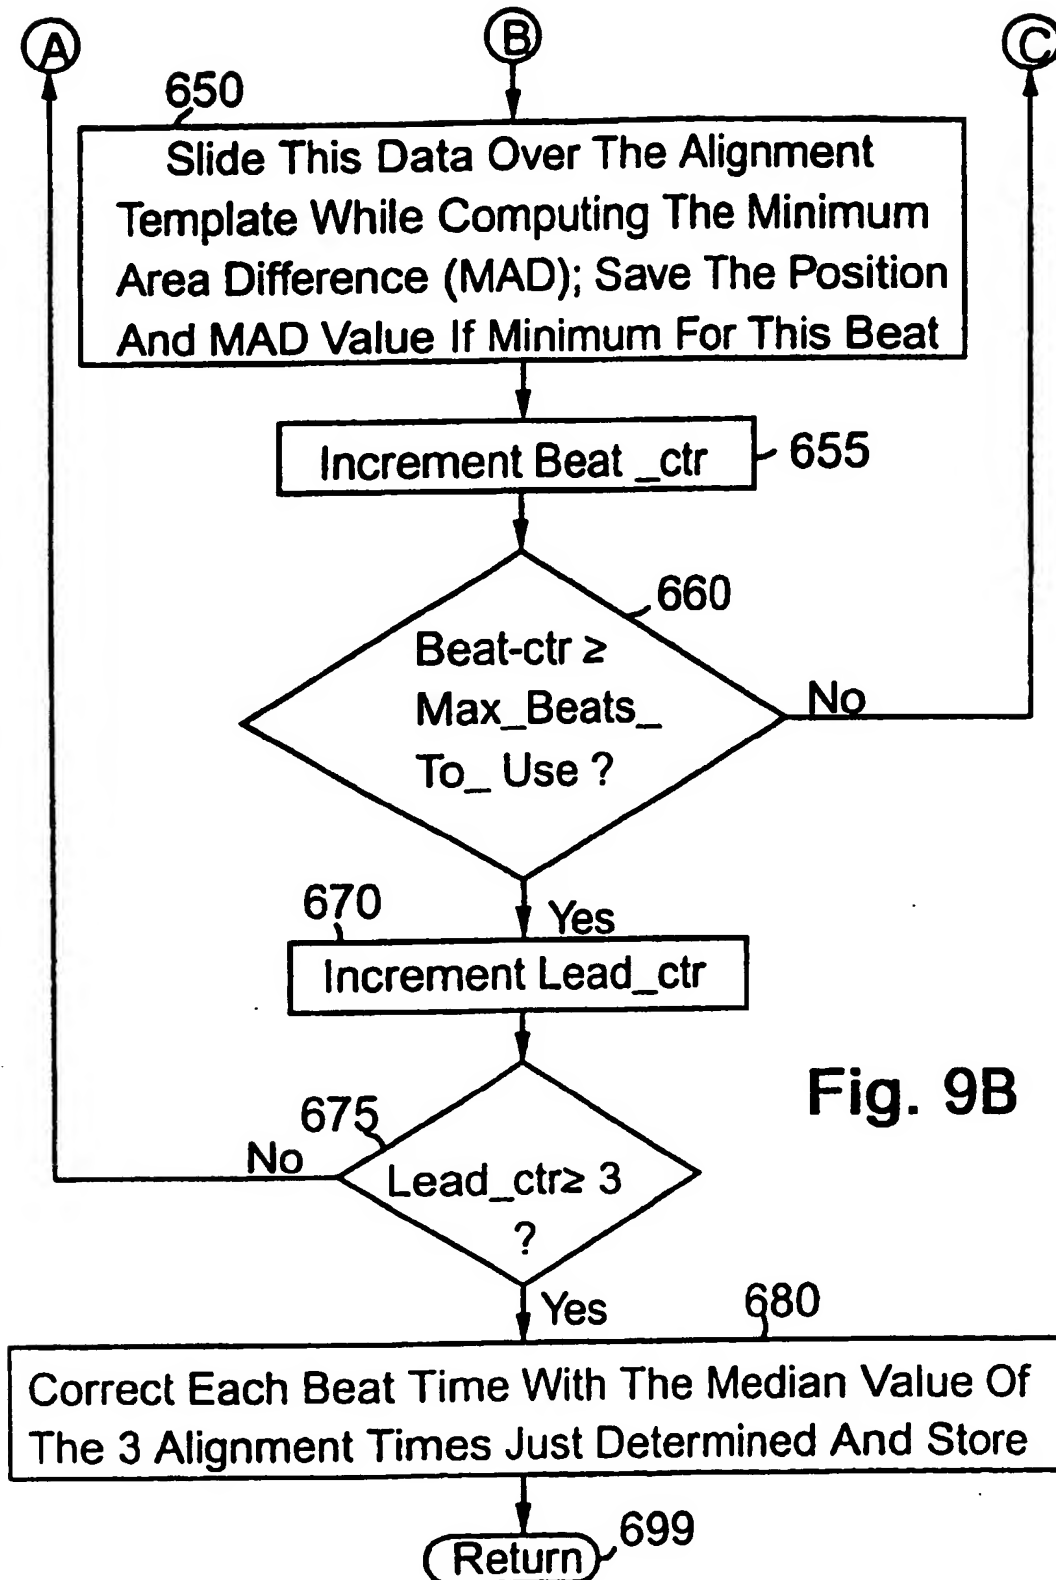 A
B
C
650
Slide This Data Over The Alignment
Template While Computing The Minimum
Area Difference (MAD); Save The Position
And MAD Value If Minimum For This Beat
Increment Beat _ctr
655
660
Beat-ctr ≥
Max_Beats_
To_ Use ?
No
Yes
670
Increment Lead_ctr
Fig. 9B
675
No
Lead_ctr≥ 3
?
Yes
680
Correct Each Beat Time With The Median Value Of
The 3 Alignment Times Just Determined And Store
Return
699